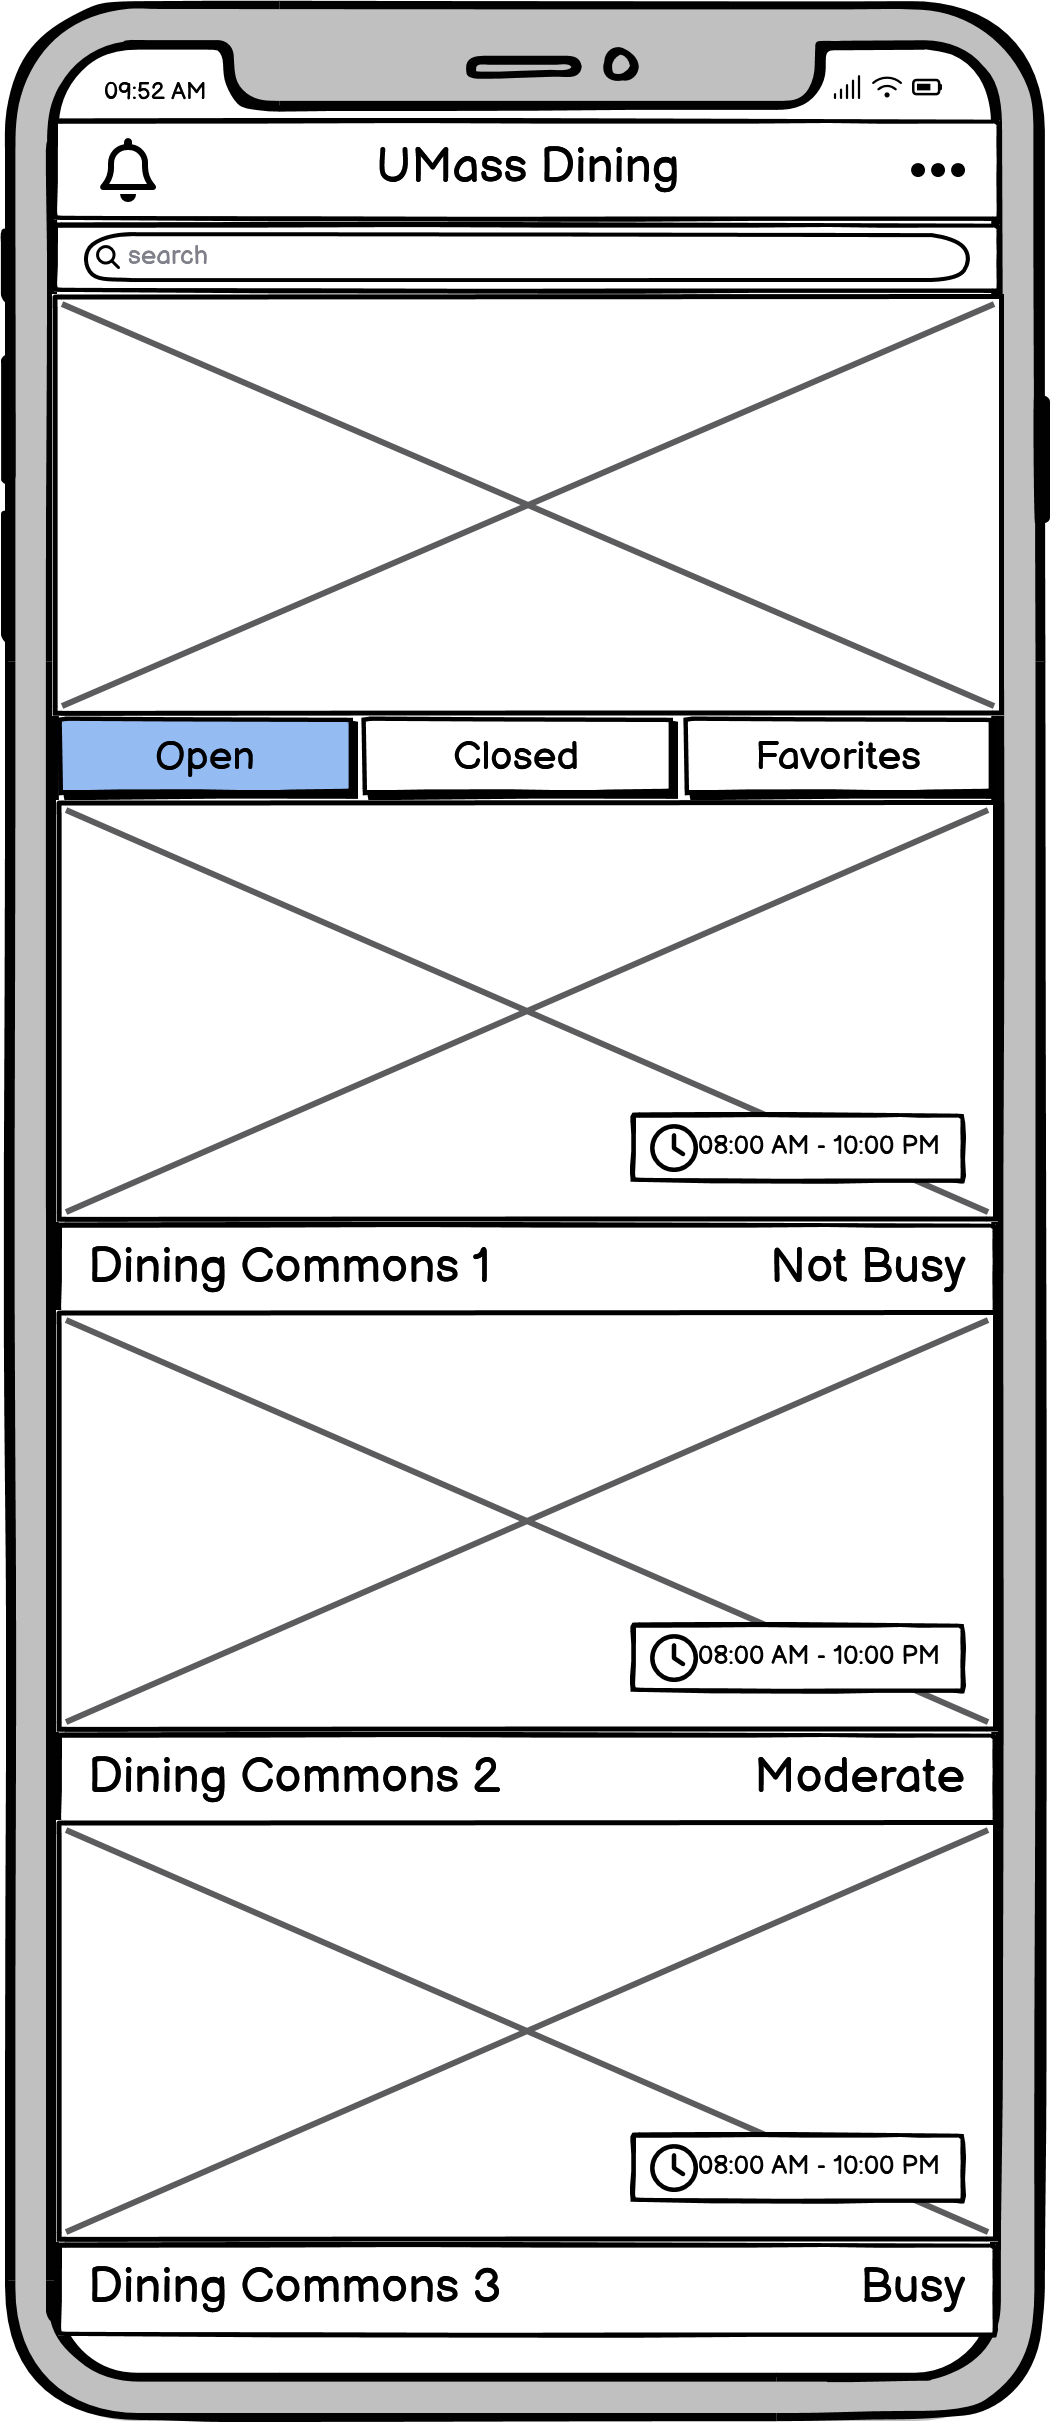 09:52 AM
UMass Dining
search
Open Closed Favorites
08:00 AM - 10:00 PM
Dining Commons 1 Not Busy
08:00 AM - 10:00 PM
Dining Commons 2 Moderate
08:00 AM - 10:00 PM
Dining Commons 3 Busy